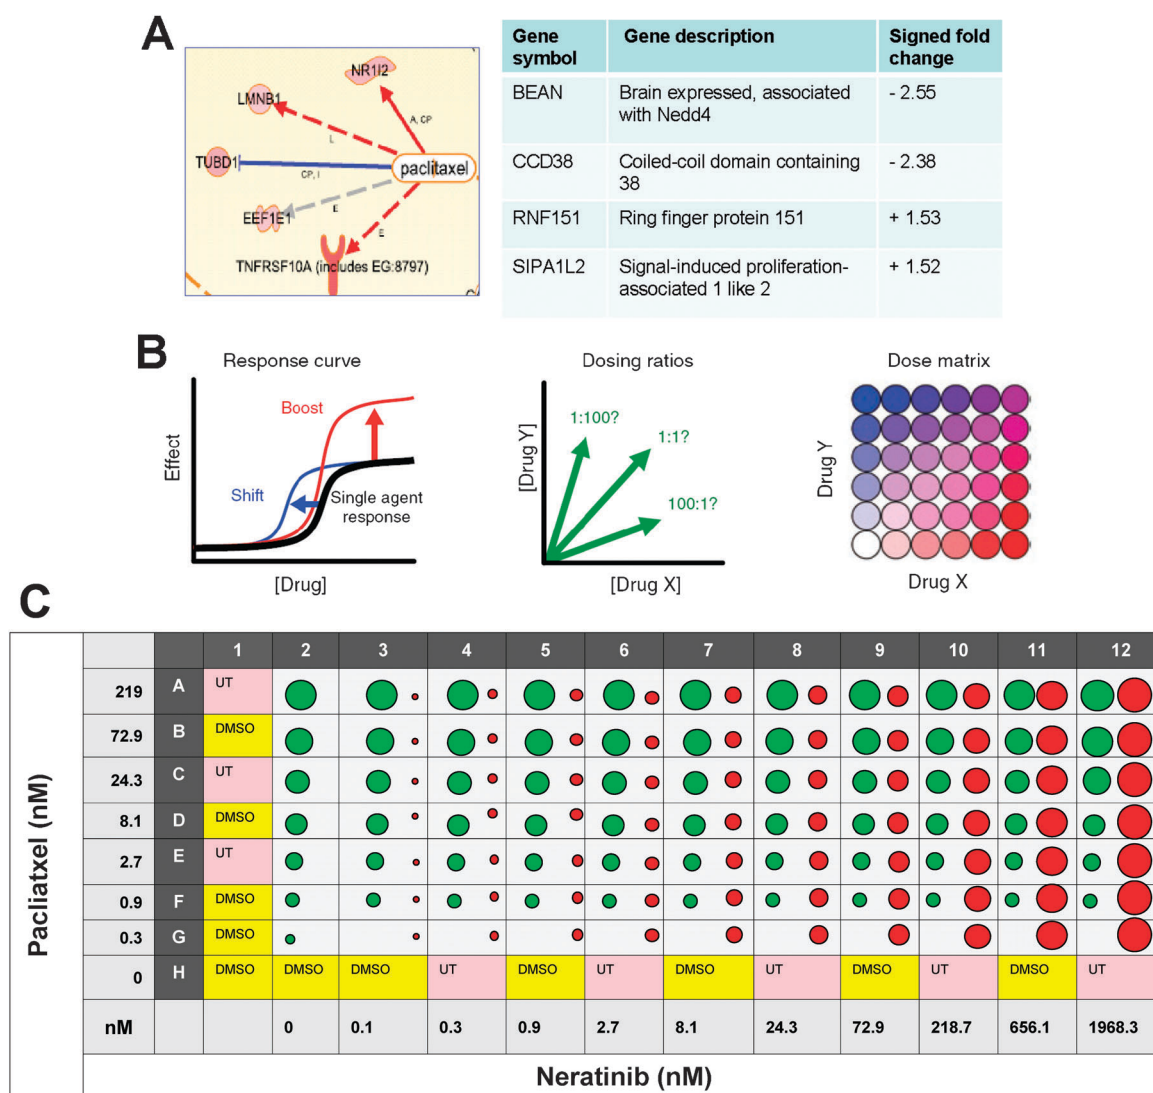 A
NR1I2
LMNB1
A, CP
L
TUBD1
paclitaxel
CP, I
E
EEF1E1
E
TNFRSF10A (includes EG:8797)
Gene symbol
Gene description
Signed fold change
BEAN
Brain expressed, associated with Nedd4
- 2.55
CCD38
Coiled-coil domain containing 38
- 2.38
RNF151
Ring finger protein 151
+ 1.53
SIPA1L2
Signal-induced proliferation-associated 1 like 2
+ 1.52
B
Response curve
Effect
Boost
Shift
Single agent response
[Drug]
Dosing ratios
[Drug Y]
1:100?
1:1?
100:1?
[Drug X]
Dose matrix
Drug Y
Drug X
C
Pacliatxel (nM)
1 2 3 4 5 6 7 8 9 10 11 12
219 A UT
72.9 B DMSO
24.3 C UT
8.1 D DMSO
2.7 E UT
0.9 F DMSO
0.3 G DMSO
0 H DMSO DMSO DMSO UT DMSO UT DMSO UT DMSO UT DMSO UT
nM 0 0.1 0.3 0.9 2.7 8.1 24.3 72.9 218.7 656.1 1968.3
Neratinib (nM)